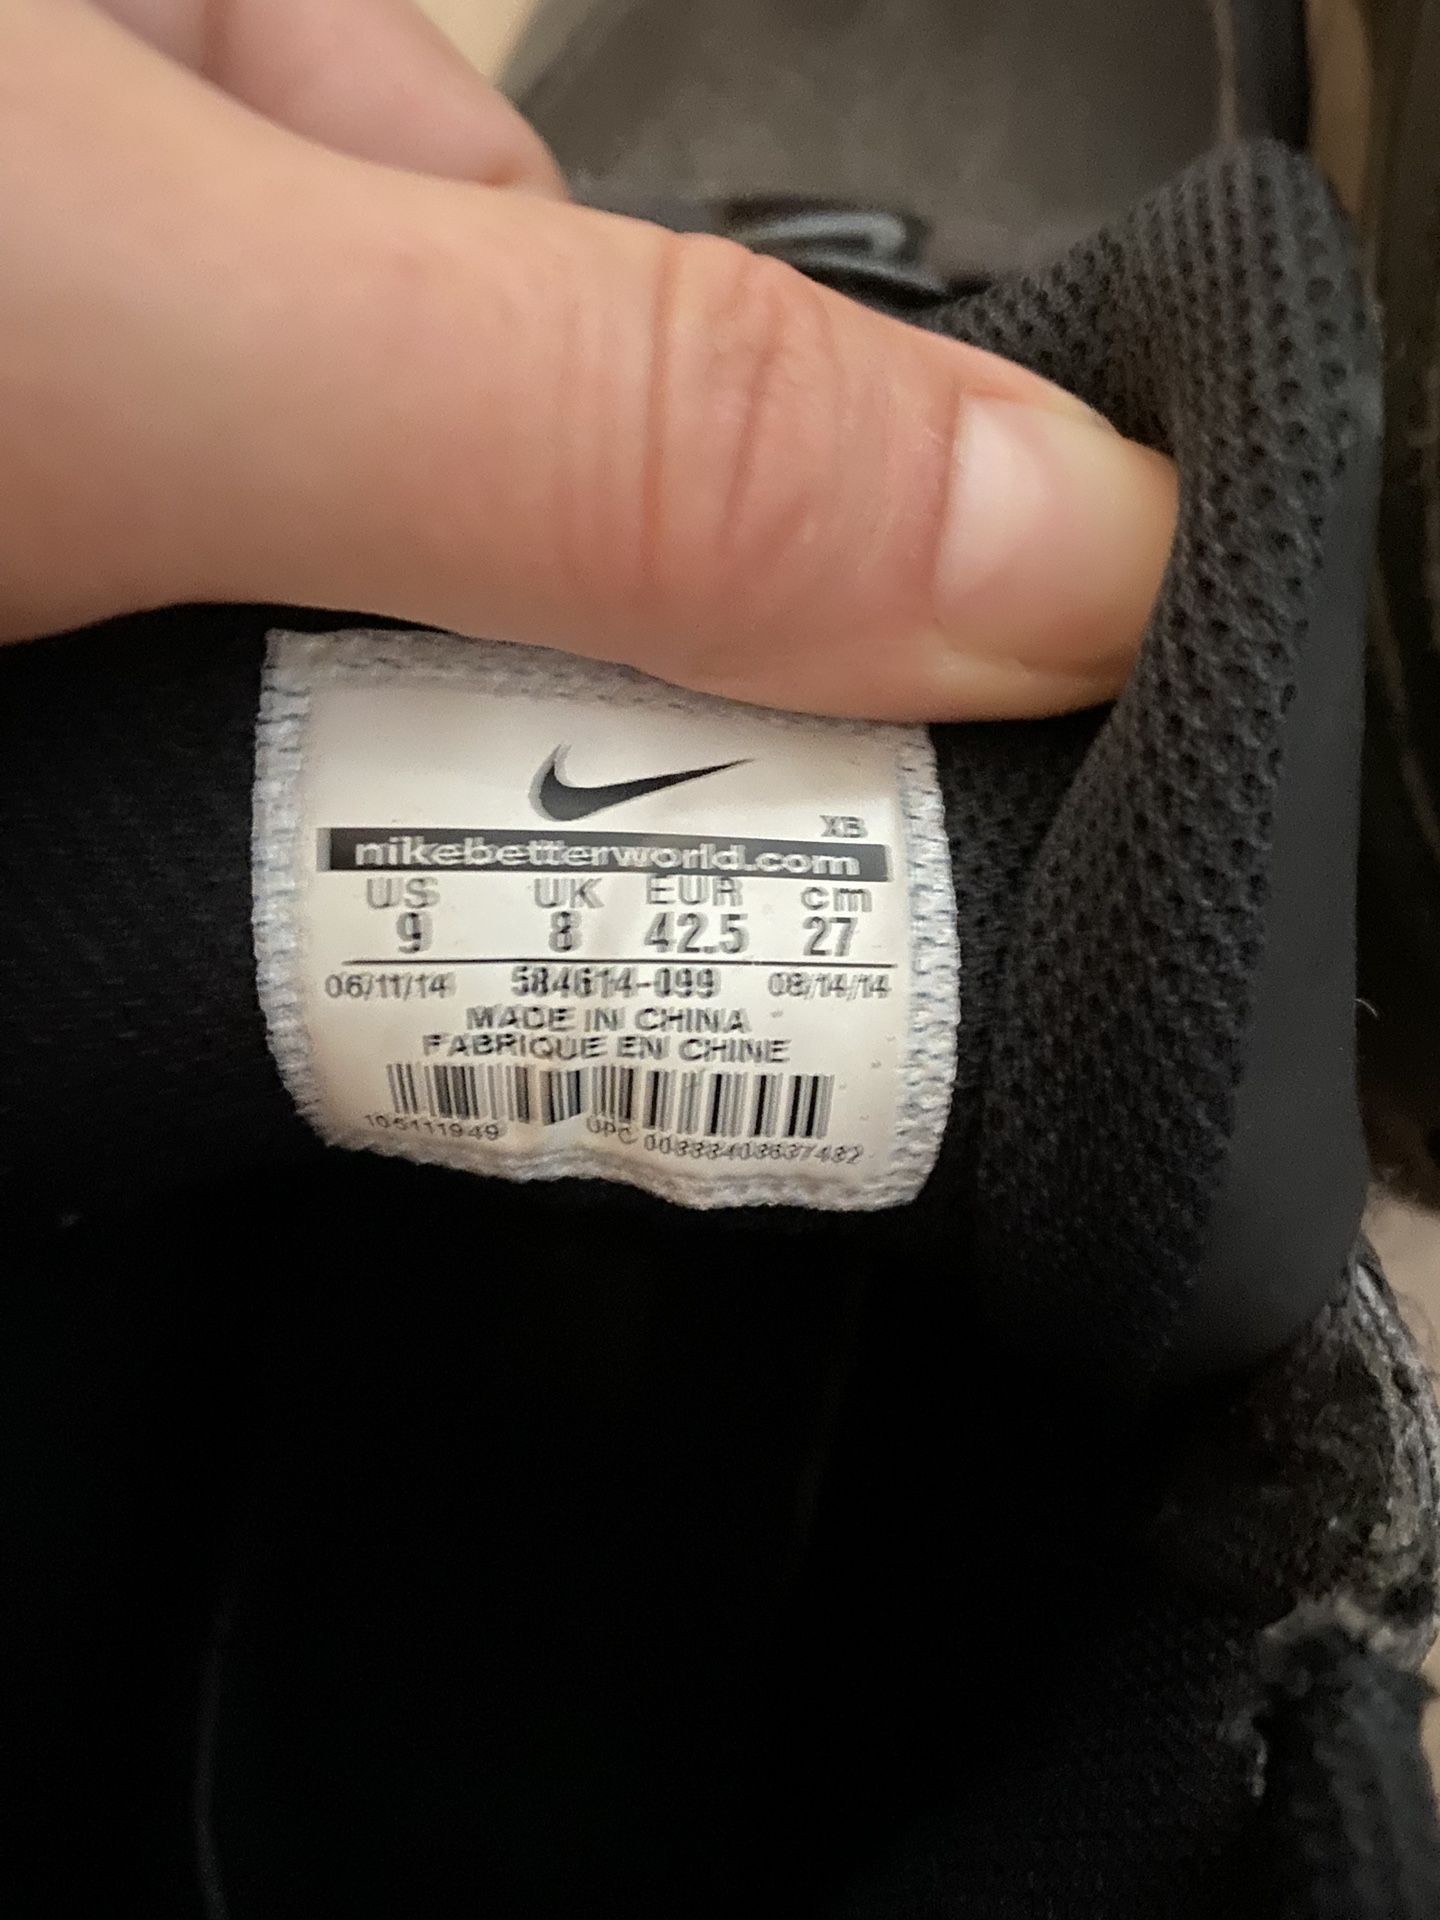 XB
nikebetterworld.com
US UK EUR cm
9 8 42.5 27
06/11/14 584614-099 08/14/14
MADE IN CHINA
FABRIQUE EN CHINE
105111949 UPC 00888408637482